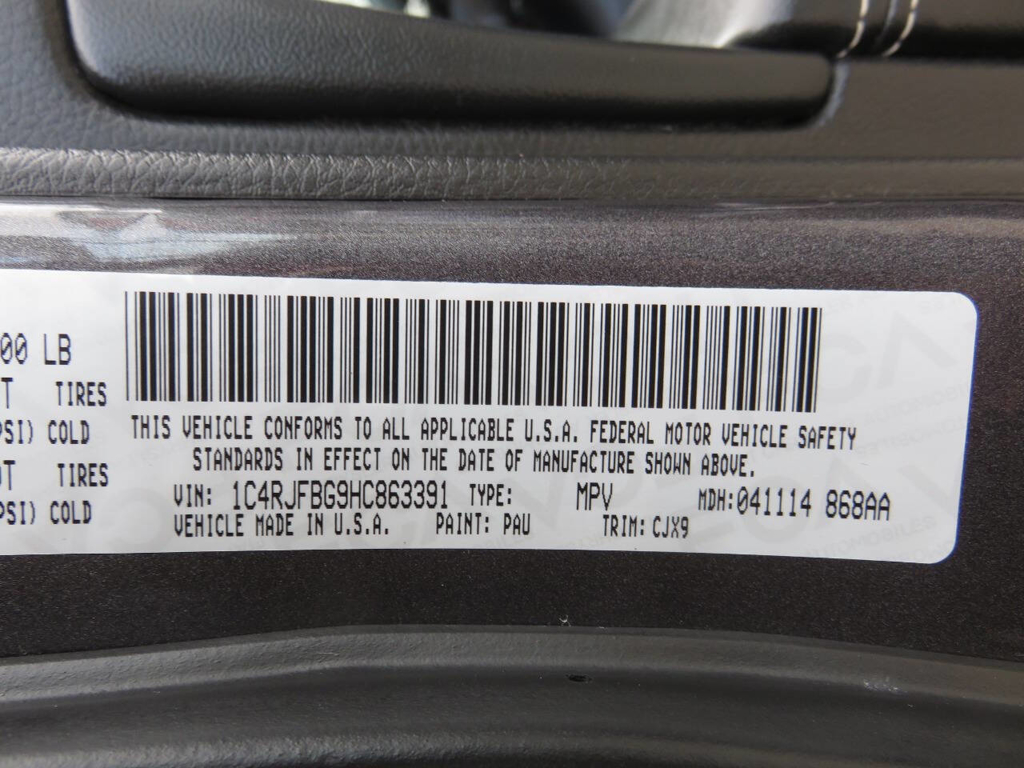 00 LB
TIRES
PSI) COLD
TIRES
PSI) COLD
THIS VEHICLE CONFORMS TO ALL APPLICABLE U.S.A. FEDERAL MOTOR VEHICLE SAFETY
STANDARDS IN EFFECT ON THE DATE OF MANUFACTURE SHOWN ABOVE.
VIN: 1C4RJFBG9HC863391 TYPE: MPV MDH: 041114 868AA
VEHICLE MADE IN U.S.A. PAINT: PAU TRIM: CJX9